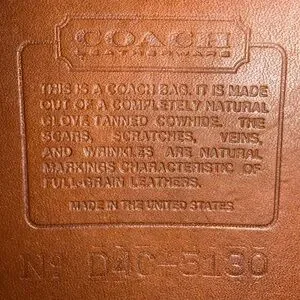 COACH
LEATHERWARE
THIS IS A COACH BAG. IT IS MADE
OUT OF A COMPLETELY NATURAL
GLOVE TANNED COWHIDE. THE
SCARS, SCRATCHES, VEINS,
AND WRINKLES ARE NATURAL
MARKINGS CHARACTERISTIC OF
FULL-GRAIN LEATHERS.
MADE IN THE UNITED STATES
Nº D4C-5130